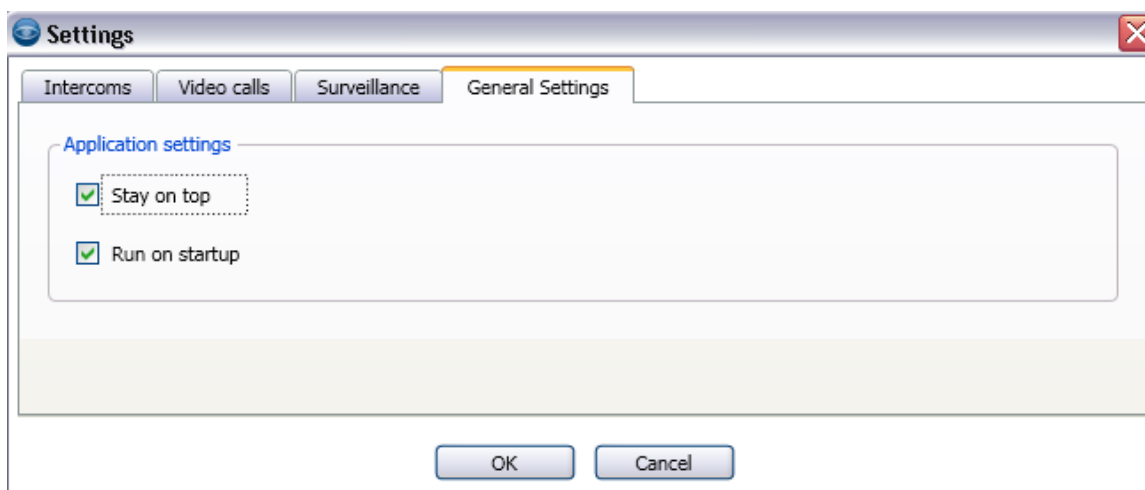 Settings
Intercoms Video calls Surveillance General Settings
Application settings
Stay on top
Run on startup
OK Cancel